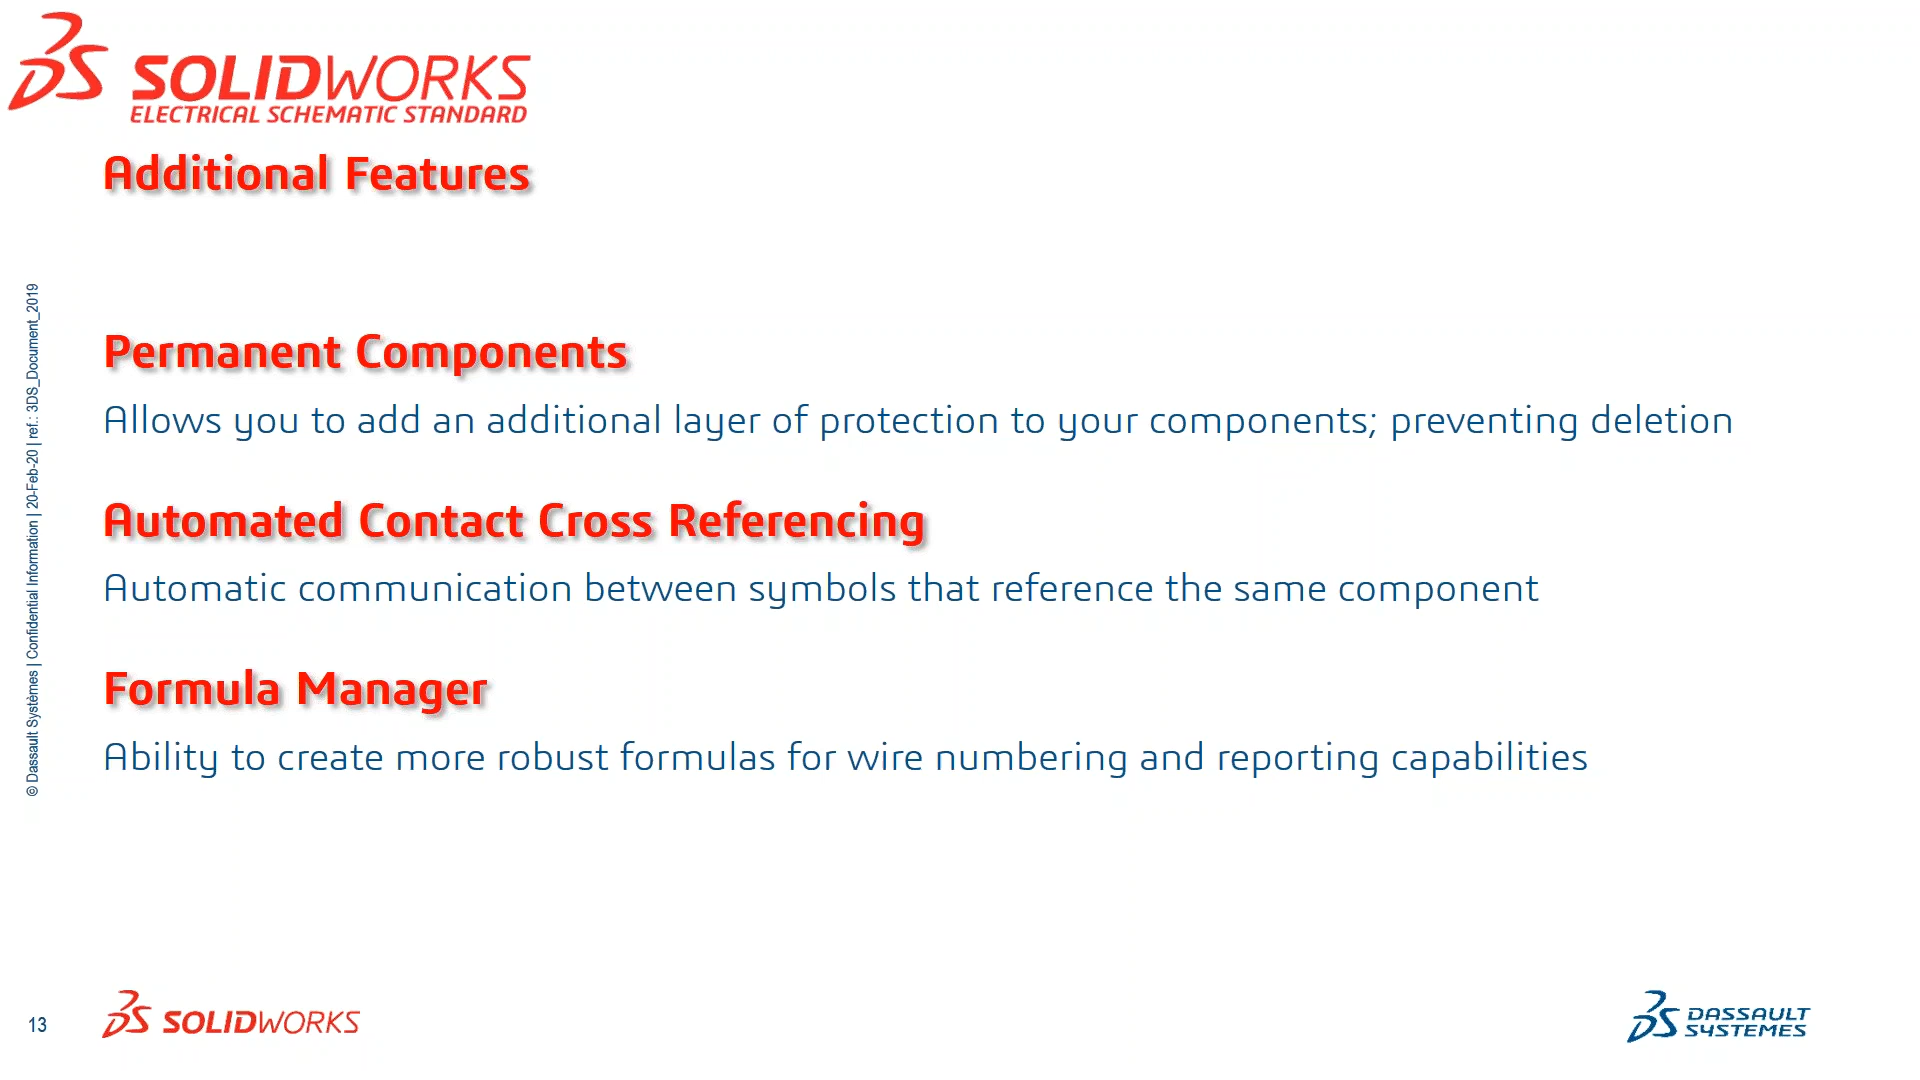 SOLIDWORKS
ELECTRICAL SCHEMATIC STANDARD
Additional Features
© Dassault Systèmes | Confidential Information | 20-Feb-20 | ref.: 3DS_Document_2019
Permanent Components
Allows you to add an additional layer of protection to your components; preventing deletion
Automated Contact Cross Referencing
Automatic communication between symbols that reference the same component
Formula Manager
Ability to create more robust formulas for wire numbering and reporting capabilities
13
SOLIDWORKS
DASSAULT
SYSTEMES